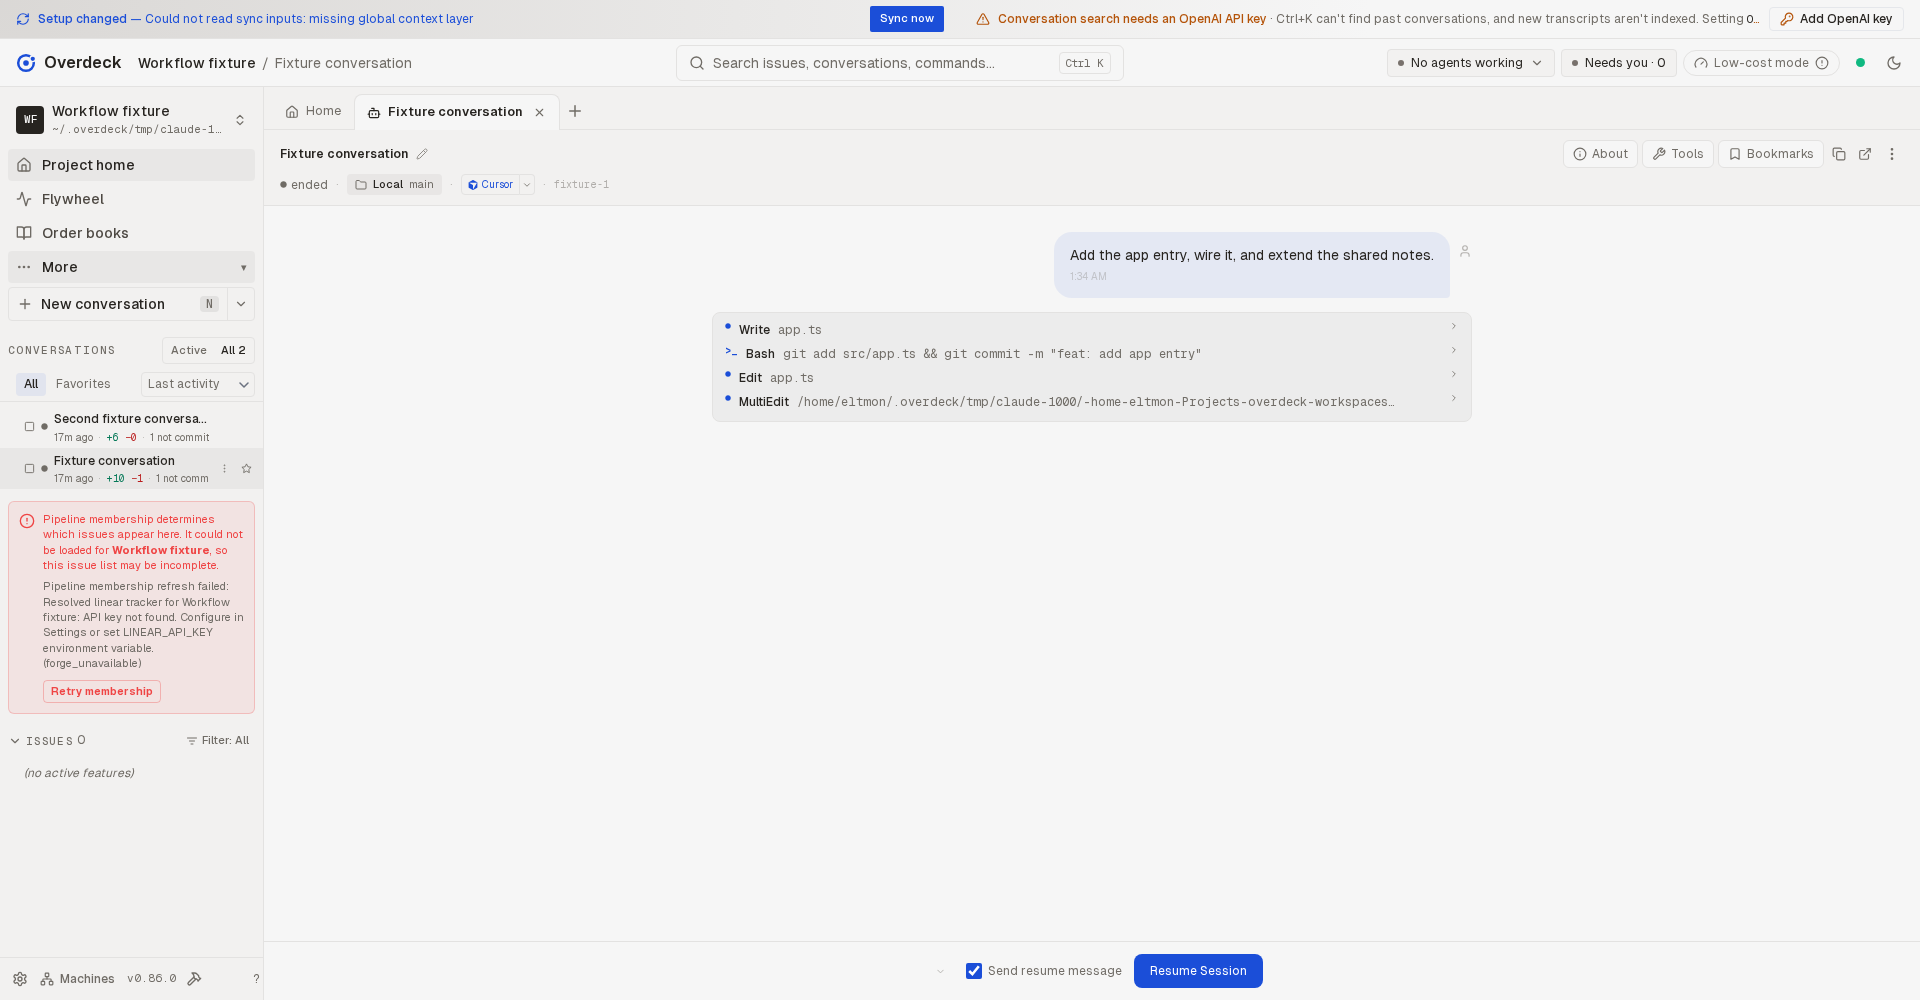 Setup changed — Could not read sync inputs: missing global context layer
Sync now
Conversation search needs an OpenAI API key · Ctrl+K can't find past conversations, and new transcripts aren't indexed. Setting o…
Add OpenAI key
Overdeck
Workflow fixture / Fixture conversation
Search issues, conversations, commands...
Ctrl K
No agents working
Needs you · 0
Low-cost mode
WF
Workflow fixture
~/.overdeck/tmp/claude-1…
Project home
Flywheel
Order books
More
New conversation
N
CONVERSATIONS
Active
All 2
All
Favorites
Last activity
Second fixture conversa...
17m ago · +6 −0 · 1 not commit
Fixture conversation
17m ago · +10 −1 · 1 not comm
Pipeline membership determines
which issues appear here. It could not
be loaded for Workflow fixture, so
this issue list may be incomplete.
Pipeline membership refresh failed:
Resolved linear tracker for Workflow
fixture: API key not found. Configure in
Settings or set LINEAR_API_KEY
environment variable.
(forge_unavailable)
Retry membership
ISSUES 0
Filter: All
(no active features)
Machines
v0.86.0
?
Home
Fixture conversation
Fixture conversation
About
Tools
Bookmarks
ended · Local main · Cursor · fixture-1
Add the app entry, wire it, and extend the shared notes.
1:34 AM
Write app.ts
>_ Bash git add src/app.ts && git commit -m "feat: add app entry"
Edit app.ts
MultiEdit /home/eltmon/.overdeck/tmp/claude-1000/-home-eltmon-Projects-overdeck-workspaces…
Send resume message
Resume Session